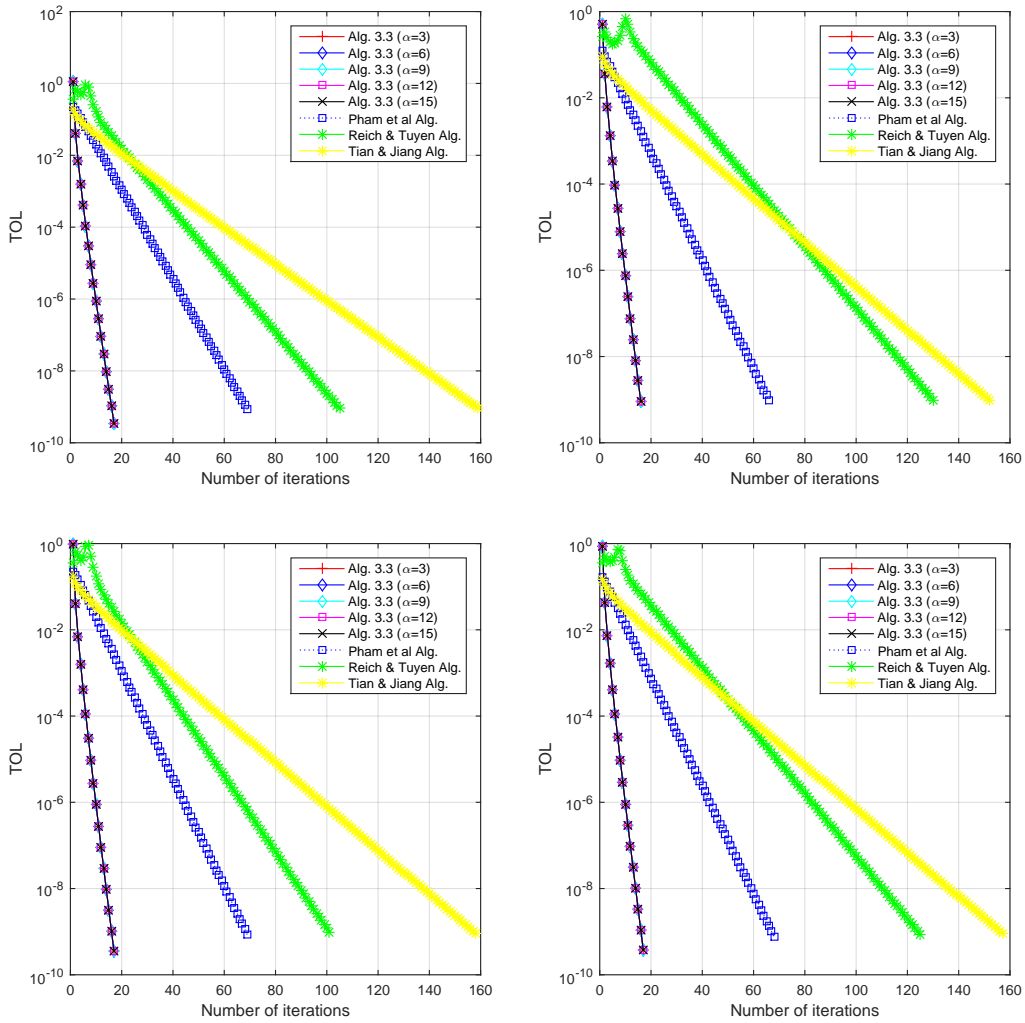 TOL
10^2
10^0
10^-2
10^-4
10^-6
10^-8
10^-10
0 20 40 60 80 100 120 140 160
Number of iterations
Alg. 3.3 (α=3)
Alg. 3.3 (α=6)
Alg. 3.3 (α=9)
Alg. 3.3 (α=12)
Alg. 3.3 (α=15)
Pham et al Alg.
Reich & Tuyen Alg.
Tian & Jiang Alg.
TOL
10^0
10^-2
10^-4
10^-6
10^-8
10^-10
0 20 40 60 80 100 120 140 160
Number of iterations
Alg. 3.3 (α=3)
Alg. 3.3 (α=6)
Alg. 3.3 (α=9)
Alg. 3.3 (α=12)
Alg. 3.3 (α=15)
Pham et al Alg.
Reich & Tuyen Alg.
Tian & Jiang Alg.
TOL
10^0
10^-2
10^-4
10^-6
10^-8
10^-10
0 20 40 60 80 100 120 140 160
Number of iterations
Alg. 3.3 (α=3)
Alg. 3.3 (α=6)
Alg. 3.3 (α=9)
Alg. 3.3 (α=12)
Alg. 3.3 (α=15)
Pham et al Alg.
Reich & Tuyen Alg.
Tian & Jiang Alg.
TOL
10^0
10^-2
10^-4
10^-6
10^-8
10^-10
0 20 40 60 80 100 120 140 160
Number of iterations
Alg. 3.3 (α=3)
Alg. 3.3 (α=6)
Alg. 3.3 (α=9)
Alg. 3.3 (α=12)
Alg. 3.3 (α=15)
Pham et al Alg.
Reich & Tuyen Alg.
Tian & Jiang Alg.